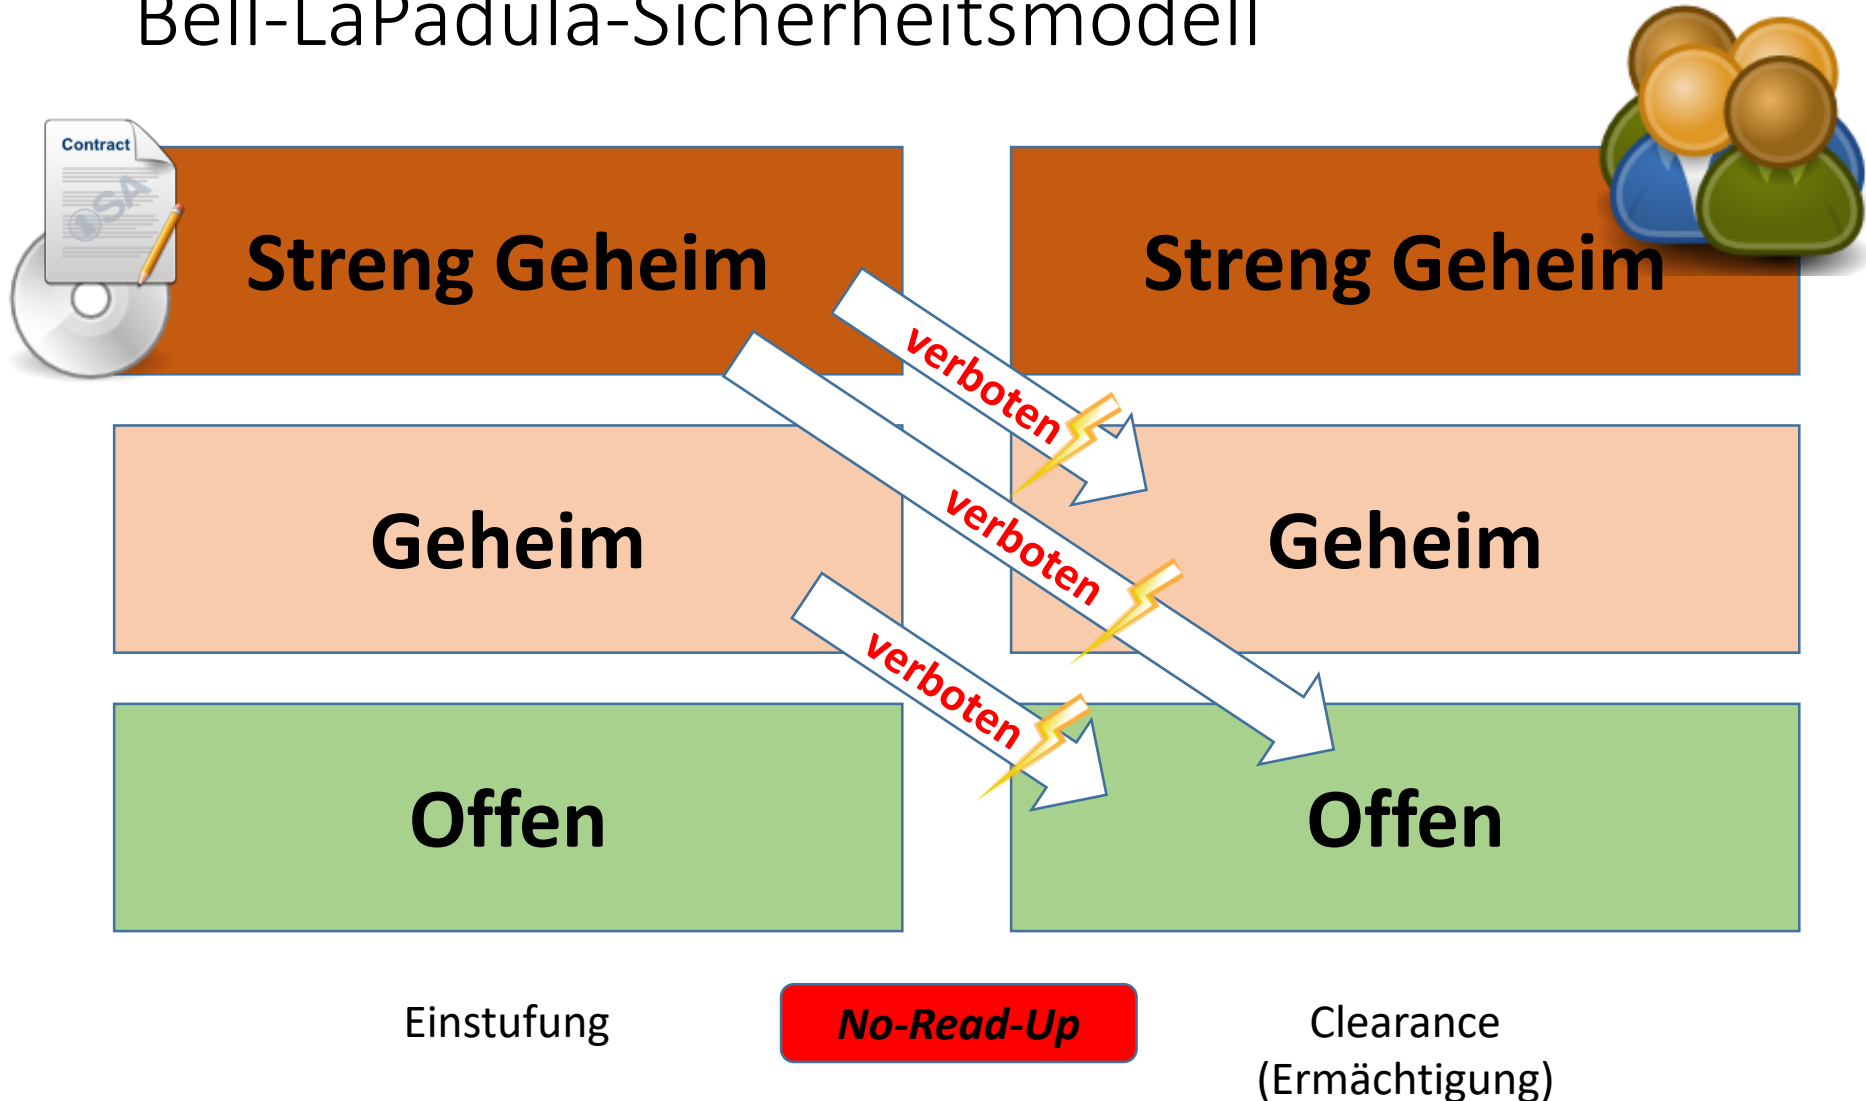 Bell-LaPadula-Sicherheitsmodell
Contract
OSA
Streng Geheim
Streng Geheim
verboten
Geheim
verboten
Geheim
verboten
Offen
Offen
Einstufung
No-Read-Up
Clearance
(Ermächtigung)